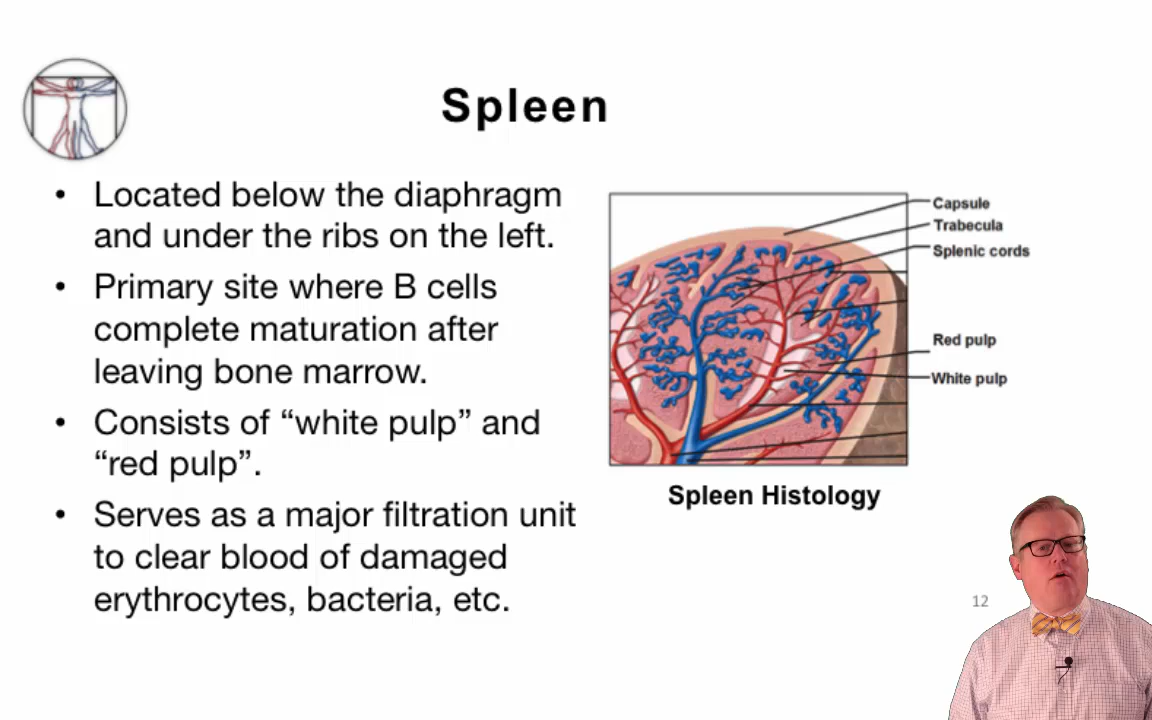 Spleen
• Located below the diaphragm
and under the ribs on the left.
• Primary site where B cells
complete maturation after
leaving bone marrow.
• Consists of “white pulp” and
“red pulp”.
• Serves as a major filtration unit
to clear blood of damaged
erythrocytes, bacteria, etc.
Capsule
Trabecula
Splenic cords
Red pulp
White pulp
Spleen Histology
12